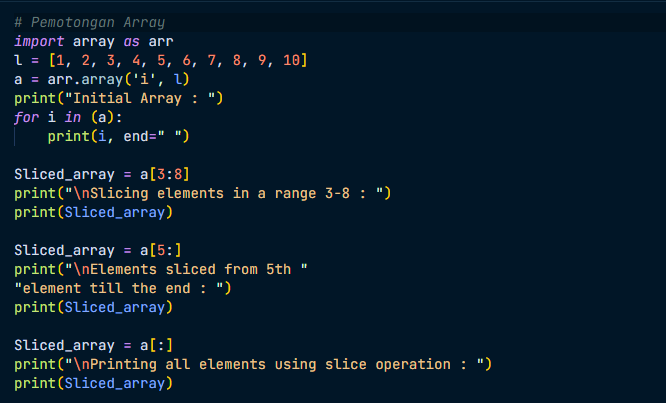 # Pemotongan Array
import array as arr
l = [1, 2, 3, 4, 5, 6, 7, 8, 9, 10]
a = arr.array('i', l)
print("Initial Array : ")
for i in (a):
    print(i, end=" ")

Sliced_array = a[3:8]
print("\nSlicing elements in a range 3-8 : ")
print(Sliced_array)

Sliced_array = a[5:]
print("\nElements sliced from 5th "
"element till the end : ")
print(Sliced_array)

Sliced_array = a[:]
print("\nPrinting all elements using slice operation : ")
print(Sliced_array)